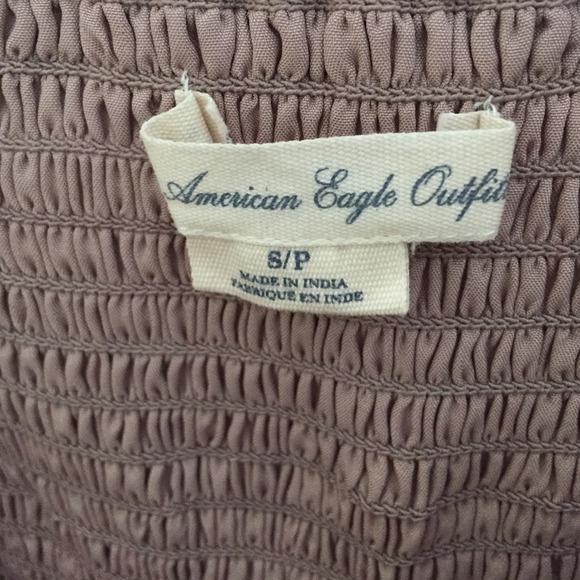 American Eagle Outfit
S/P
MADE IN INDIA
FABRIQUE EN INDE